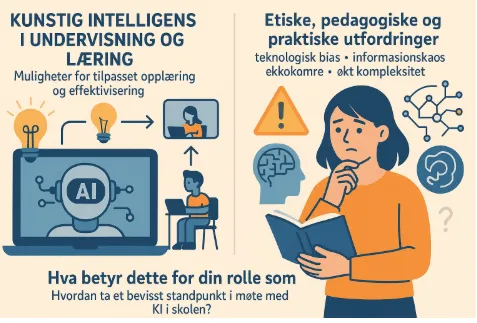 KUNSTIG INTELLIGENS
I UNDERVISNING OG
LÆRING
Muligheter for tilpasset opplæring
og effektivisering
AI
Etiske, pedagogiske og
praktiske utfordringer
teknologisk bias • informasionskaos
ekkokomre • økt kompleksitet
?
Hva betyr dette for din rolle som
Hvordan ta et bevisst standpunkt i møte med
KI i skolen?